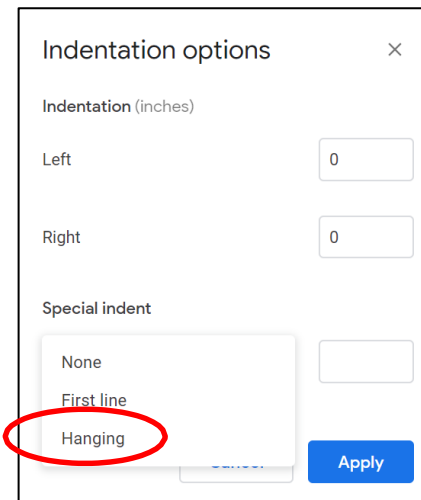 Indentation options
Indentation (inches)
Left 0
Right 0
Special indent
None
First line
Hanging
Apply